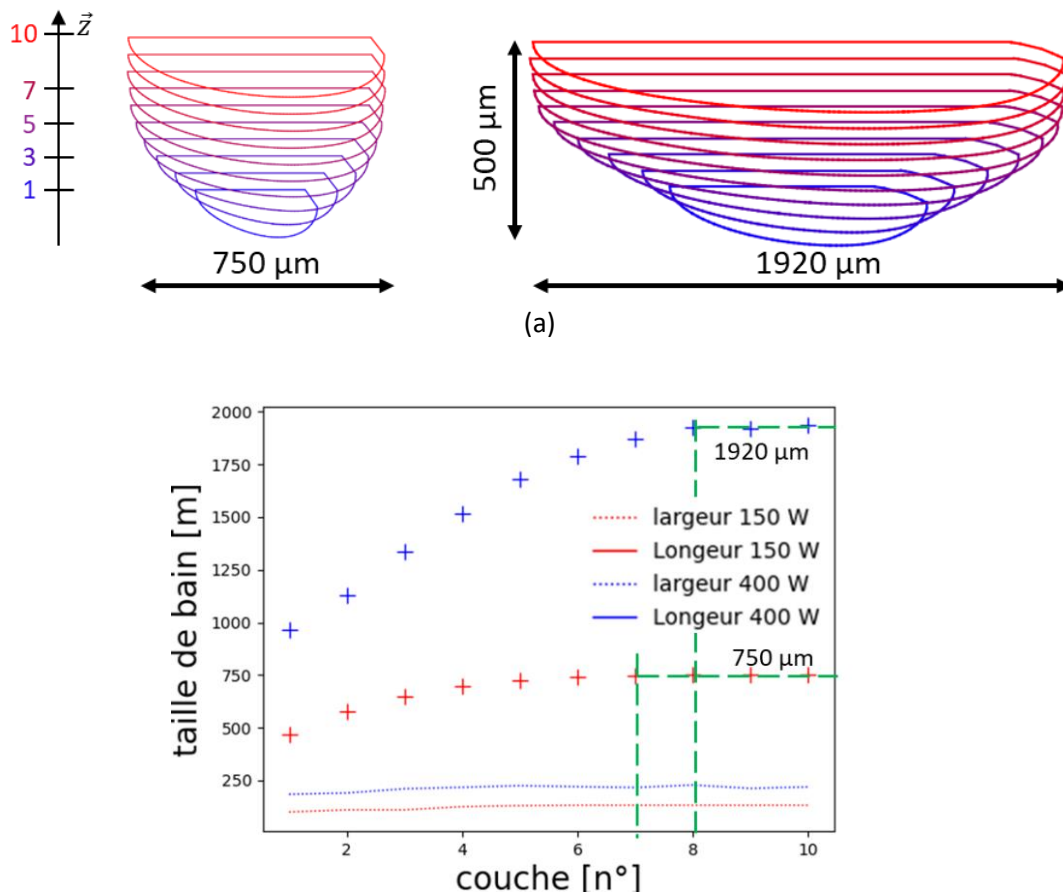 10
z
7
5
3
1
500 µm
750 µm
1920 µm
(a)
2000
1750
1500
1250
1000
750
500
250
taille de bain [m]
1920 µm
largeur 150 W
Longeur 150 W
largeur 400 W
Longeur 400 W
750 µm
2
4
6
8
10
couche [n°]